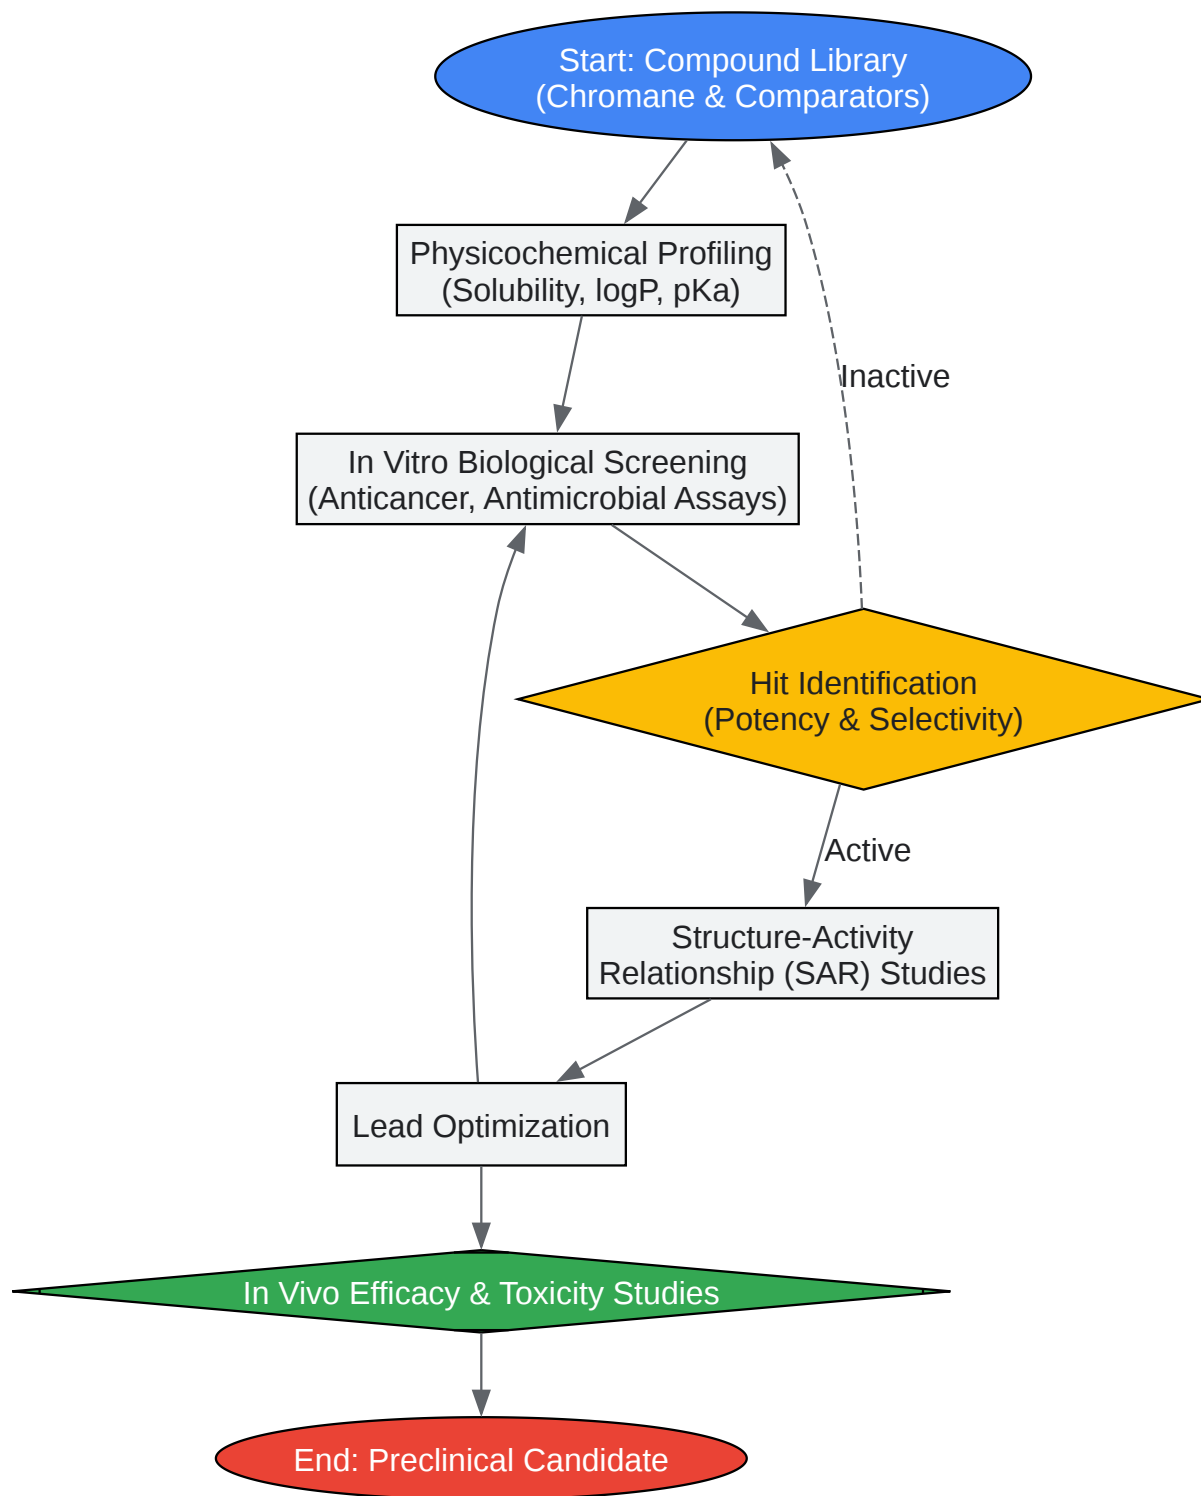 Start: Compound Library
(Chromane & Comparators)
Physicochemical Profiling
(Solubility, logP, pKa)
Inactive
In Vitro Biological Screening
(Anticancer, Antimicrobial Assays)
Hit Identification
(Potency & Selectivity)
Active
Structure-Activity
Relationship (SAR) Studies
Lead Optimization
In Vivo Efficacy & Toxicity Studies
End: Preclinical Candidate